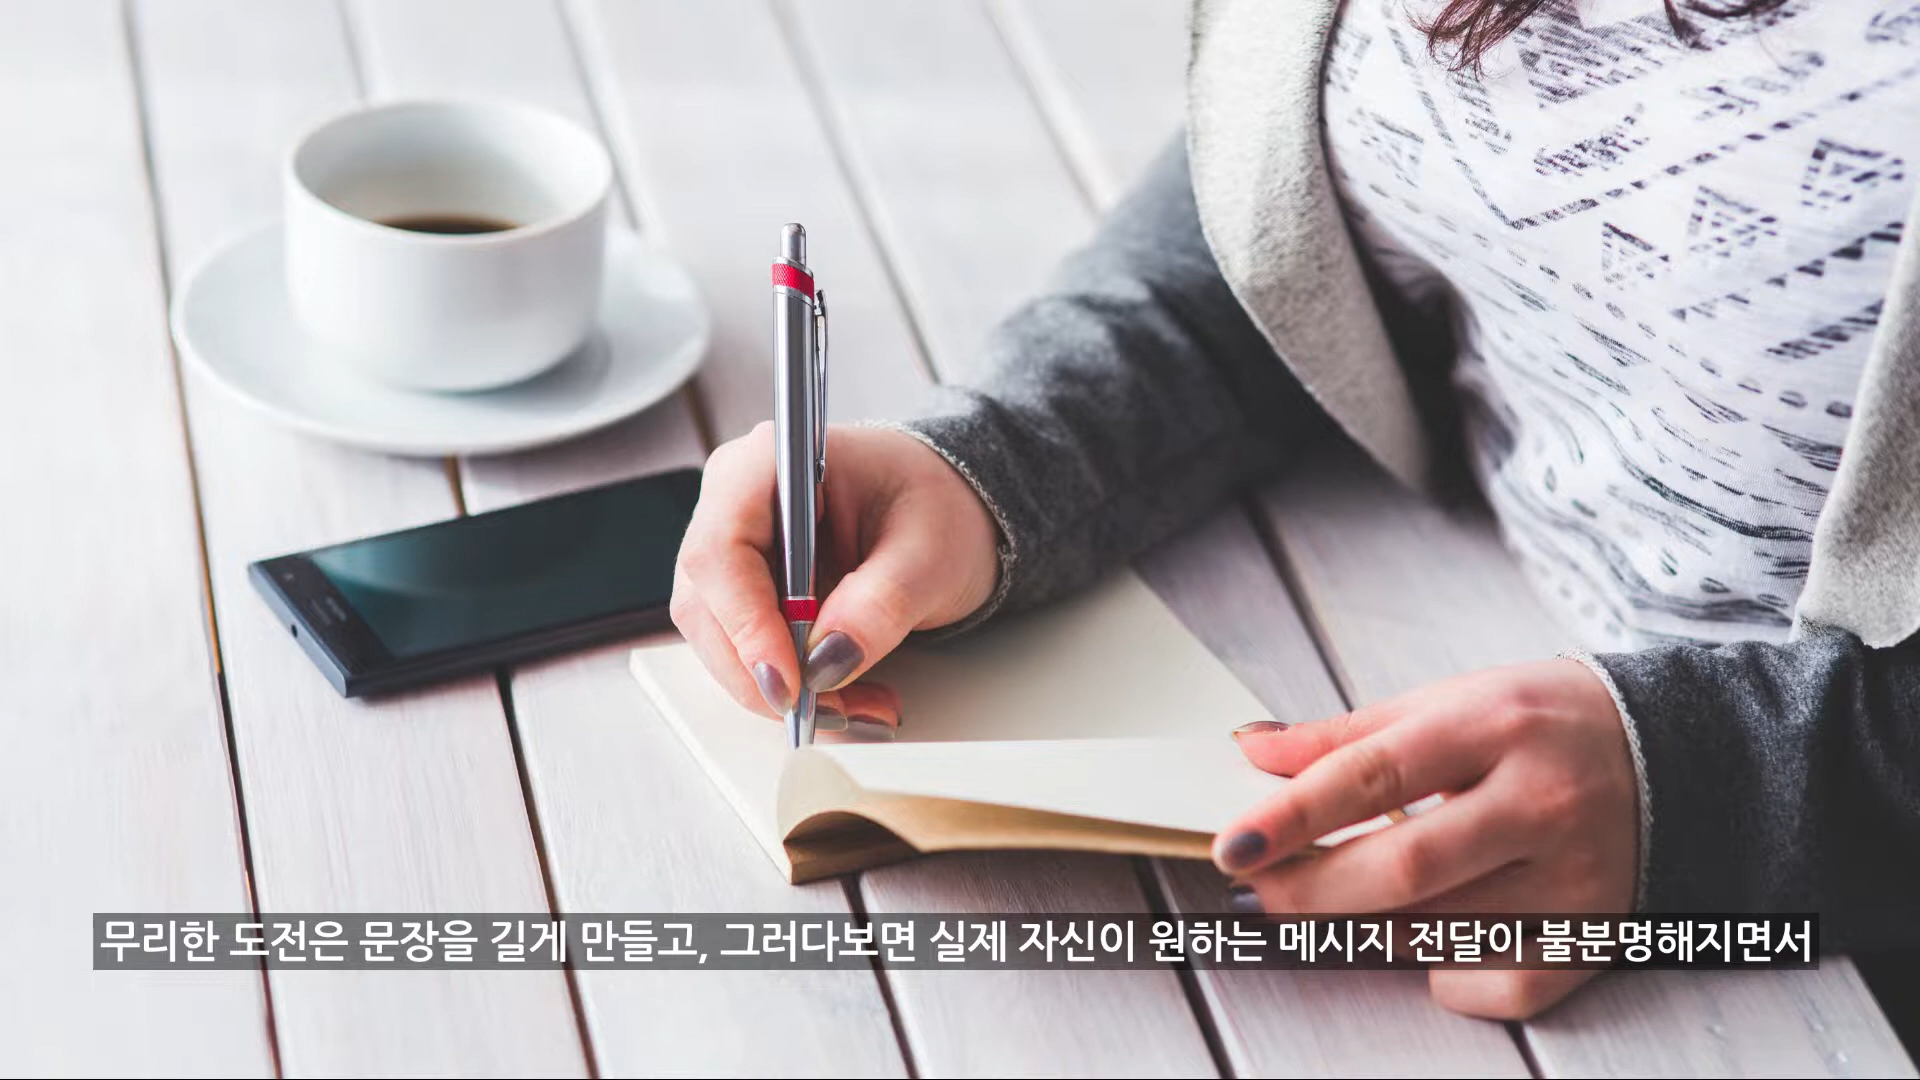 무리한 도전은 문장을 길게 만들고, 그러다보면 실제 자신이 원하는 메시지 전달이 불분명해지면서